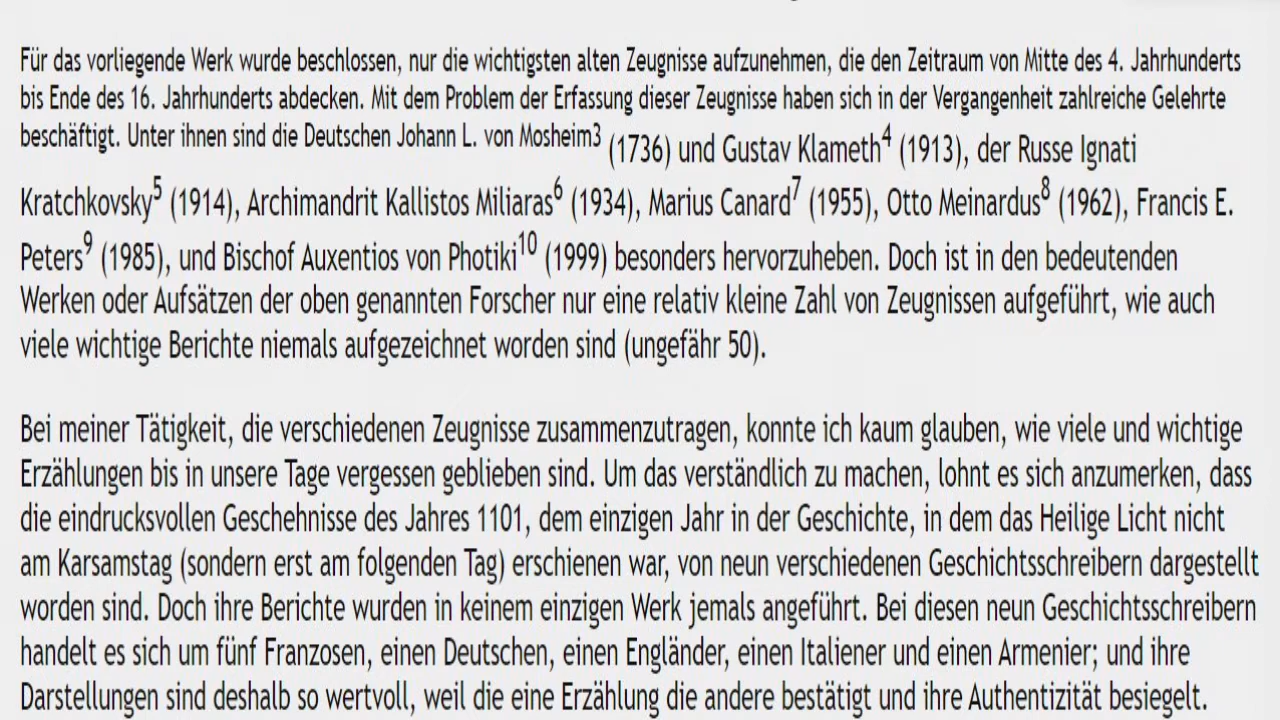 Für das vorliegende Werk wurde beschlossen, nur die wichtigsten alten Zeugnisse aufzunehmen, die den Zeitraum von Mitte des 4. Jahrhunderts
bis Ende des 16. Jahrhunderts abdecken. Mit dem Problem der Erfassung dieser Zeugnisse haben sich in der Vergangenheit zahlreiche Gelehrte
beschäftigt. Unter ihnen sind die Deutschen Johann L. von Mosheim3 (1736) und Gustav Klameth4 (1913), der Russe Ignati
Kratchkovsky5 (1914), Archimandrit Kallistos Miliaras6 (1934), Marius Canard7 (1955), Otto Meinardus8 (1962), Francis E.
Peters9 (1985), und Bischof Auxentios von Photiki10 (1999) besonders hervorzuheben. Doch ist in den bedeutenden
Werken oder Aufsätzen der oben genannten Forscher nur eine relativ kleine Zahl von Zeugnissen aufgeführt, wie auch
viele wichtige Berichte niemals aufgezeichnet worden sind (ungefähr 50).
Bei meiner Tätigkeit, die verschiedenen Zeugnisse zusammenzutragen, konnte ich kaum glauben, wie viele und wichtige
Erzählungen bis in unsere Tage vergessen geblieben sind. Um das verständlich zu machen, lohnt es sich anzumerken, dass
die eindrucksvollen Geschehnisse des Jahres 1101, dem einzigen Jahr in der Geschichte, in dem das Heilige Licht nicht
am Karsamstag (sondern erst am folgenden Tag) erschienen war, von neun verschiedenen Geschichtsschreibern dargestellt
worden sind. Doch ihre Berichte wurden in keinem einzigen Werk jemals angeführt. Bei diesen neun Geschichtsschreibern
handelt es sich um fünf Franzosen, einen Deutschen, einen Engländer, einen Italiener und einen Armenier; und ihre
Darstellungen sind deshalb so wertvoll, weil die eine Erzählung die andere bestätigt und ihre Authentizität besiegelt.